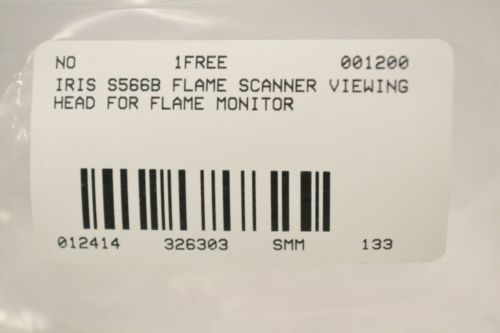 NO 1FREE 001200
IRIS S566B FLAME SCANNER VIEWING
HEAD FOR FLAME MONITOR
012414 326303 SMM 133